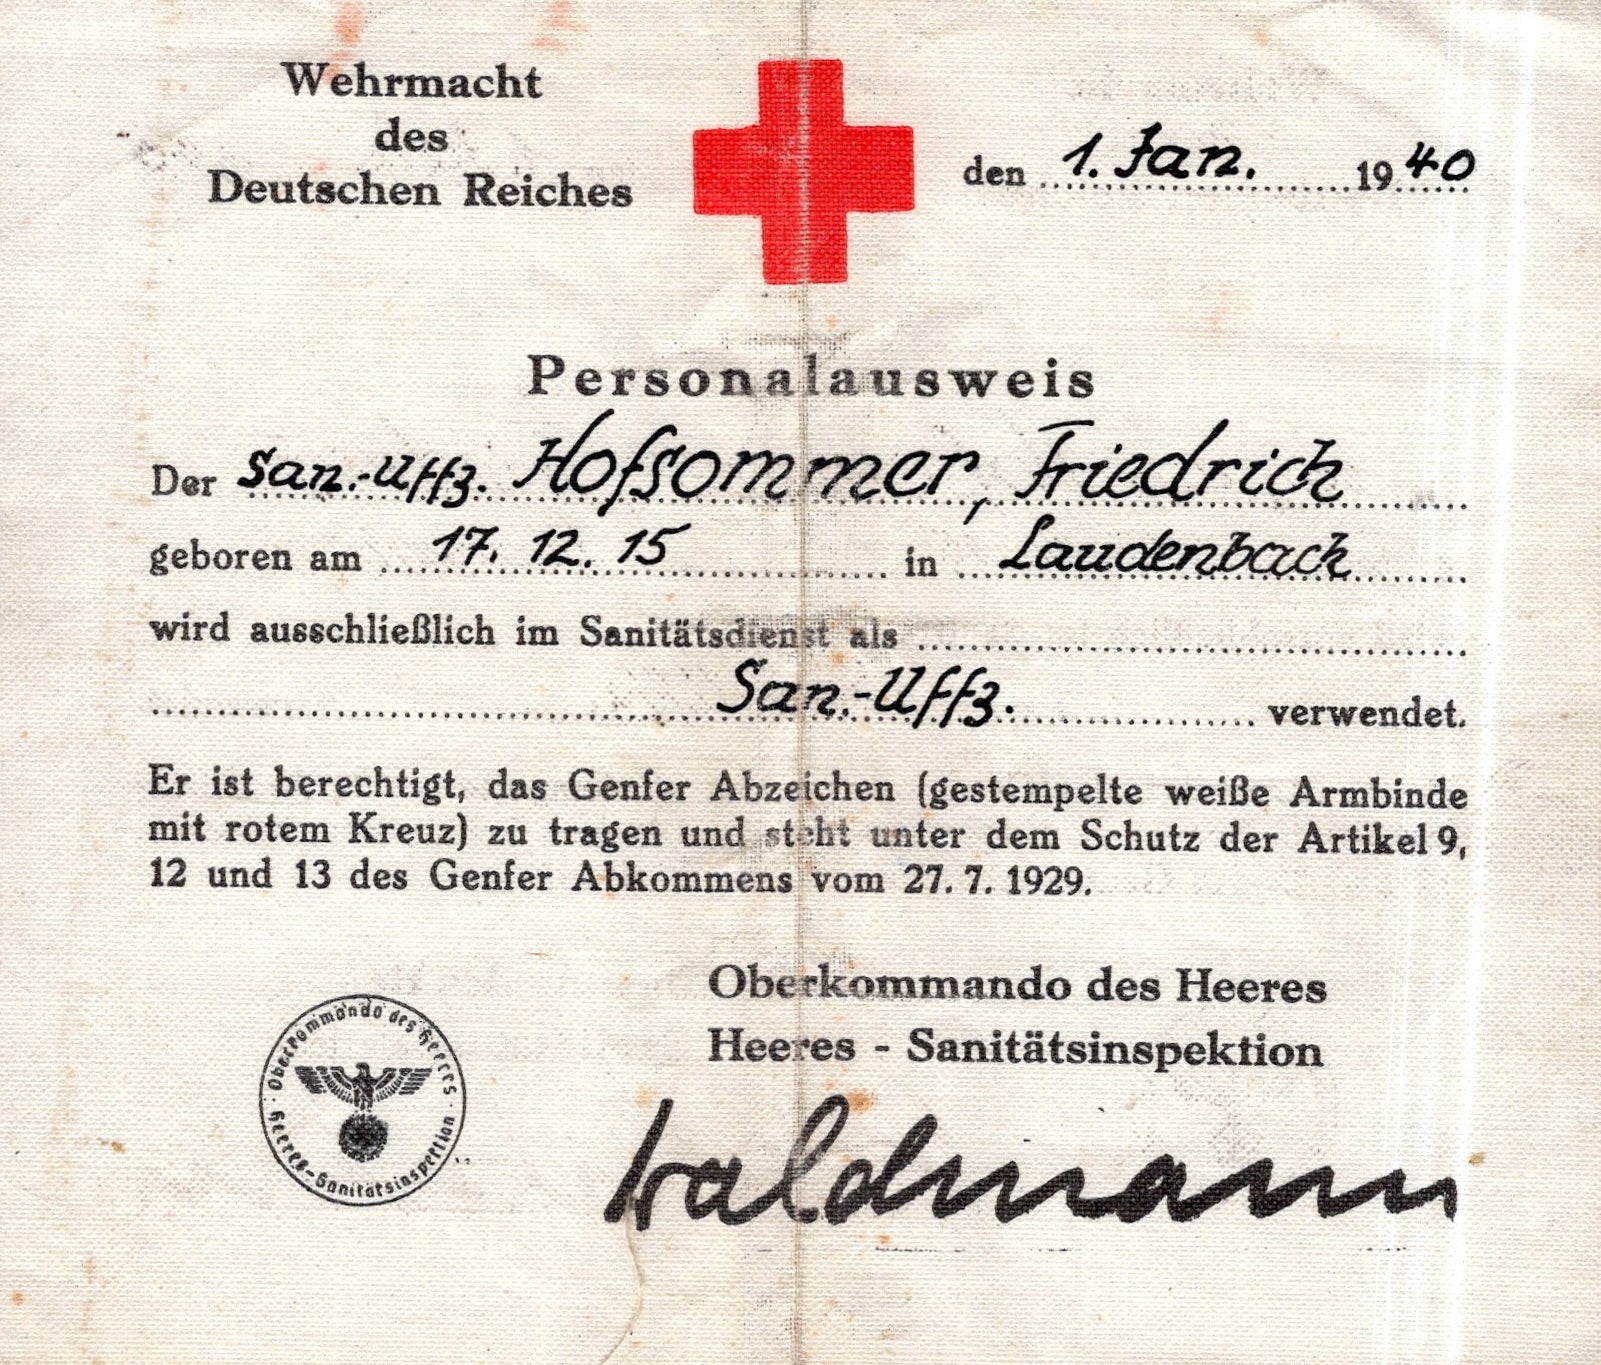 Wehrmacht
des
Deutschen Reiches
den 1. Jan. 1940
Personalausweis
Der San.-Uffz. Hofsommer, Friedrich
geboren am 17. 12. 15 in Laudenbach
wird ausschließlich im Sanitätsdienst als
San.-Uffz. verwendet.
Er ist berechtigt, das Genfer Abzeichen (gestempelte weiße Armbinde
mit rotem Kreuz) zu tragen und steht unter dem Schutz der Artikel 9,
12 und 13 des Genfer Abkommens vom 27. 7. 1929.
Oberkommando des Heeres
Heeres - Sanitätsinspektion
Oberkommando des Heeres
Heeres-Sanitätsinspektion
Waldmann